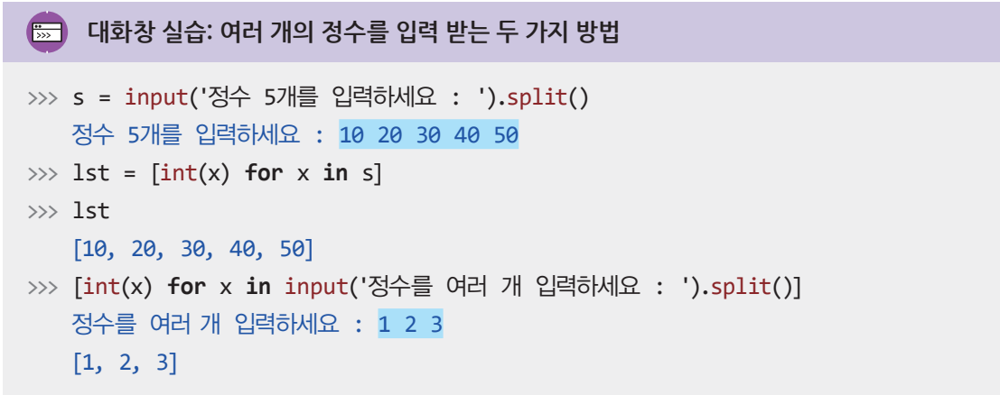 대화창 실습: 여러 개의 정수를 입력 받는 두 가지 방법
>>> s = input('정수 5개를 입력하세요 : ').split()
정수 5개를 입력하세요 : 10 20 30 40 50
>>> lst = [int(x) for x in s]
>>> lst
[10, 20, 30, 40, 50]
>>> [int(x) for x in input('정수를 여러 개 입력하세요 : ').split()]
정수를 여러 개 입력하세요 : 1 2 3
[1, 2, 3]